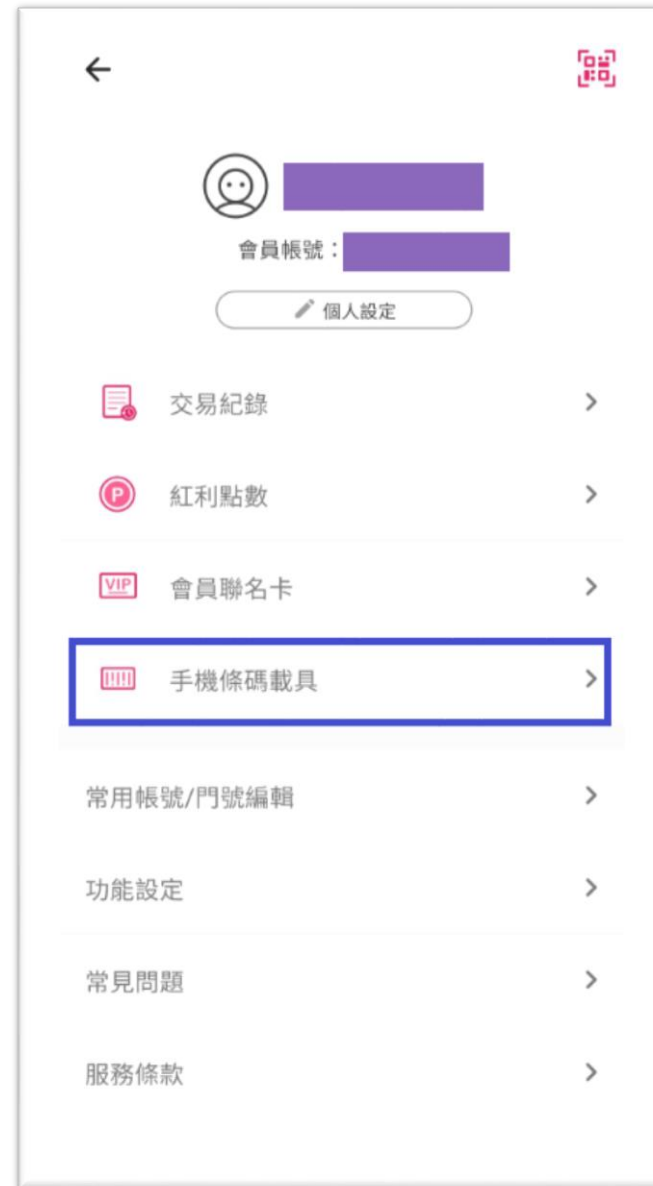 會員帳號：
個人設定
交易紀錄
P
紅利點數
VIP
會員聯名卡
手機條碼載具
常用帳號/門號編輯
功能設定
常見問題
服務條款